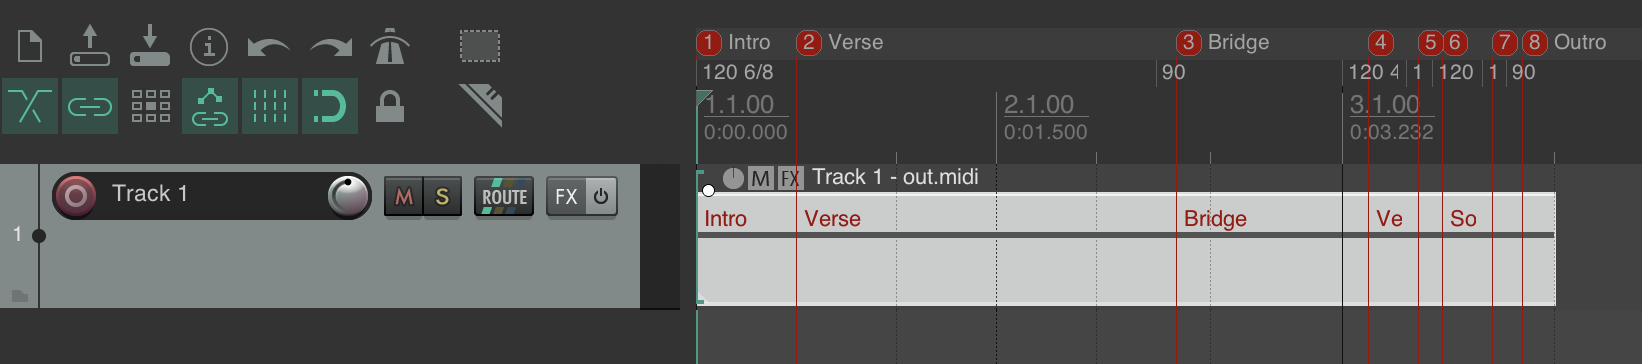 1 Intro 2 Verse 3 Bridge 4 5 6 7 8 Outro
120 6/8 90 120 4 1 120 1 90
1.1.00 2.1.00 3.1.00
0:00.000 0:01.500 0:03.232
M FX Track 1 - out.midi
Track 1 M S ROUTE FX
Intro Verse Bridge Ve So
1